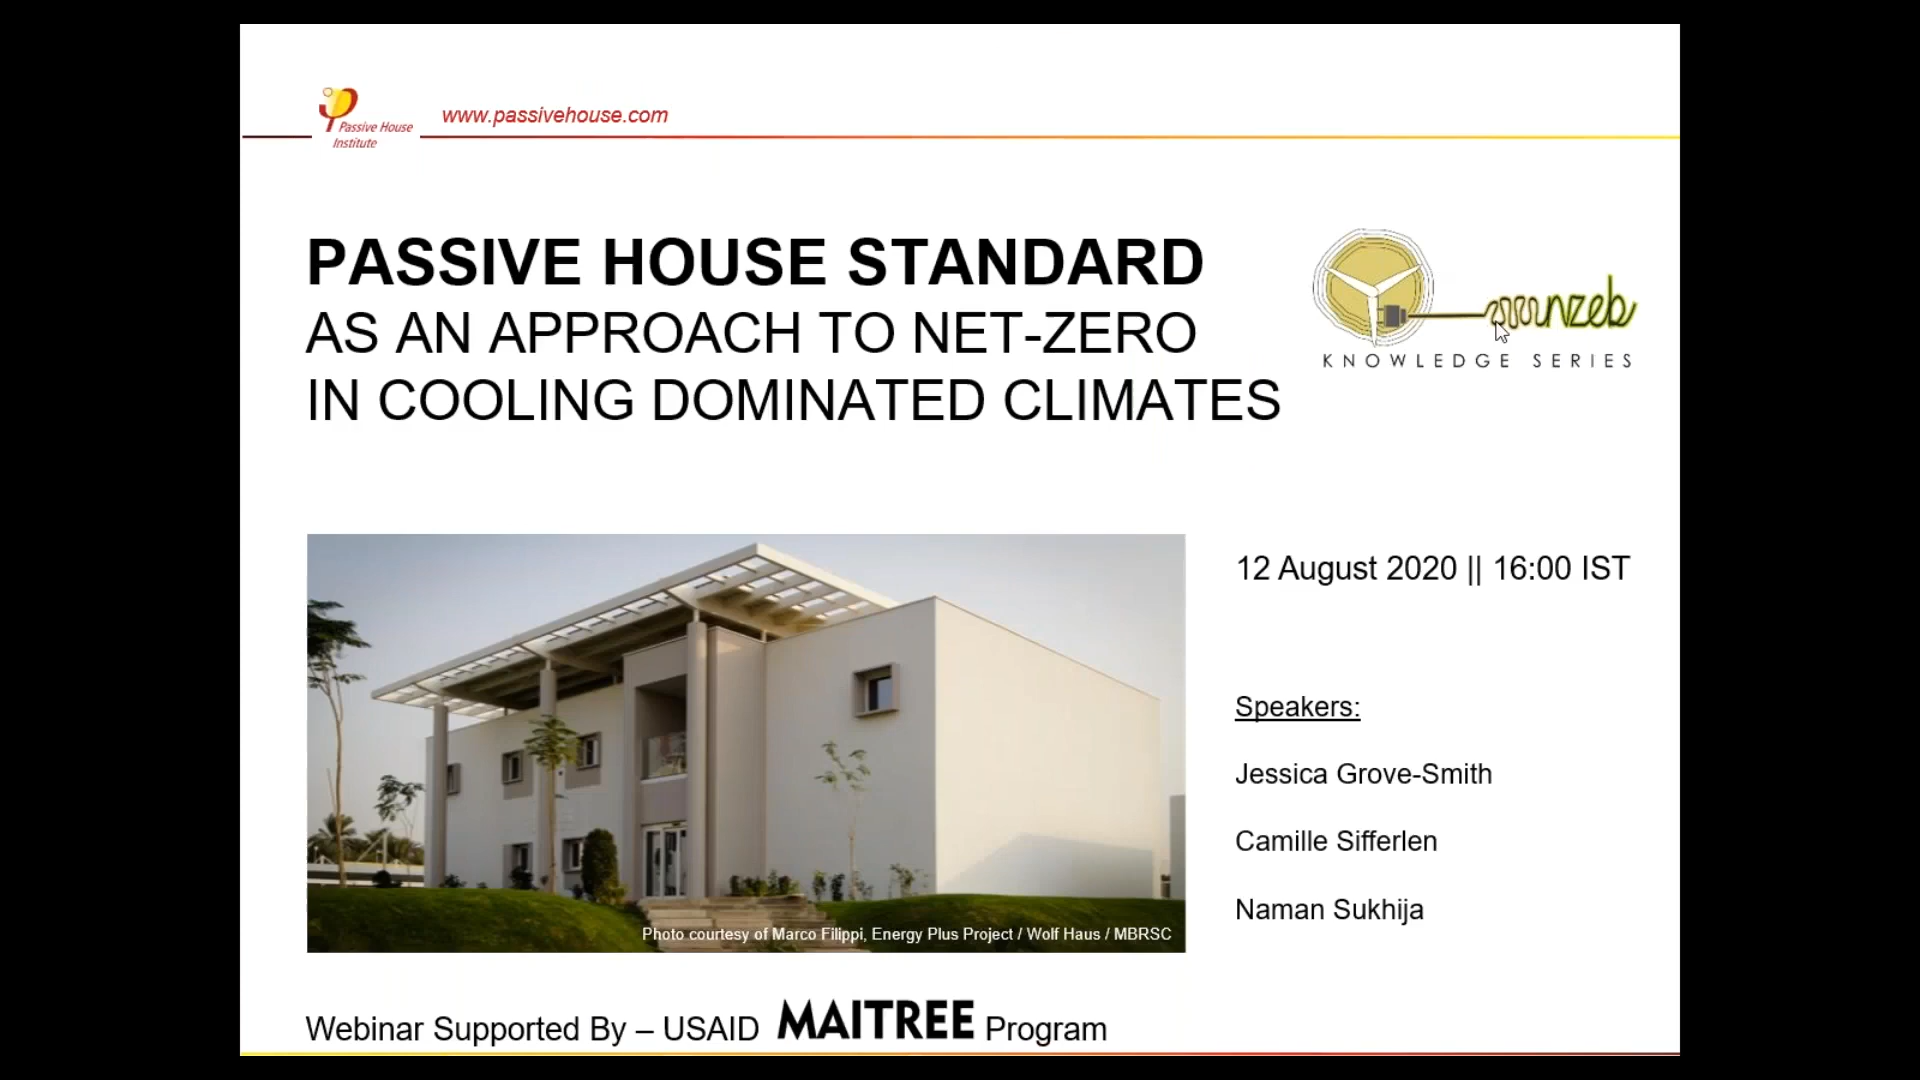 Passive House
Institute
www.passivehouse.com
PASSIVE HOUSE STANDARD
AS AN APPROACH TO NET-ZERO
IN COOLING DOMINATED CLIMATES
nzeb
KNOWLEDGE SERIES
12 August 2020 || 16:00 IST
Speakers:
Jessica Grove-Smith
Camille Sifferlen
Naman Sukhija
Photo courtesy of Marco Filippi, Energy Plus Project / Wolf Haus / MBRSC
Webinar Supported By – USAID MAITREE Program